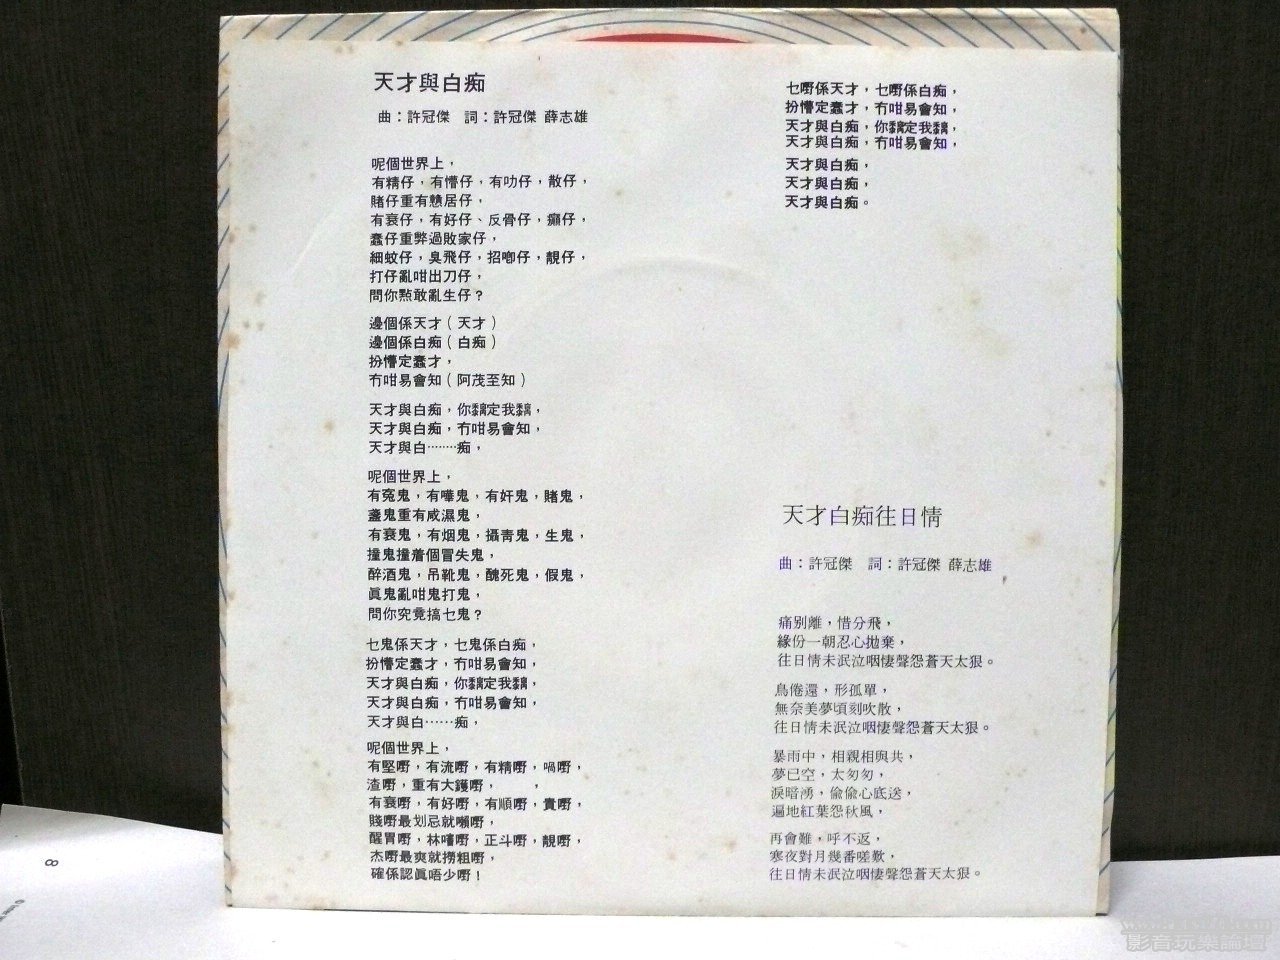 天才與白痴
曲：許冠傑　詞：許冠傑 薛志雄
呢個世界上，
有精仔，有懵仔，有叻仔，散仔，
賭仔重有戇居仔，
有衰仔，有好仔、反骨仔，癲仔，
蠢仔重弊過敗家仔，
細蚊仔，臭飛仔，招啣仔，靚仔，
打仔亂咁出刀仔，
問你㸃敢亂生仔？
邊個係天才（天才）
邊個係白痴（白痴）
扮懵定蠢才，
冇咁易會知（阿茂至知）
天才與白痴，你黐定我黐，
天才與白痴，冇咁易會知，
天才與白……痴，
呢個世界上，
有冤鬼，有嘩鬼，有奸鬼，賭鬼，
盞鬼重有咸濕鬼，
有衰鬼，有烟鬼，攝青鬼，生鬼，
撞鬼撞着個冒失鬼，
醉酒鬼，吊靴鬼，醜死鬼，假鬼，
眞鬼亂咁鬼打鬼，
問你究竟搞乜鬼？
乜鬼係天才，乜鬼係白痴，
扮懵定蠢才，冇咁易會知，
天才與白痴，你黐定我黐，
天才與白痴，冇咁易會知，
天才與白……痴，
呢個世界上，
有堅嘢，有流嘢，有精嘢，喎嘢，
渣嘢，重有大鑊嘢，　　，
有衰嘢，有好嘢，有順嘢，貴嘢，
賤嘢最划忌就嚫嘢，
醒胃嘢，林嚐嘢，正斗嘢，靚嘢，
杰嘢最爽就撈粗嘢，
確係認眞唔少嘢！
乜嘢係天才，乜嘢係白痴，
扮懵定蠢才，冇咁易會知，
天才與白痴，你黐定我黐，
天才與白痴，冇咁易會知，
天才與白痴，
天才與白痴，
天才與白痴。
天才白痴往日情
曲：許冠傑　詞：許冠傑 薛志雄
痛別離，惜分飛，
緣份一朝忍心拋棄，
往日情未泯泣咽悽聲怨蒼天太狠。
鳥倦還，形孤單，
無奈美夢頃刻吹散，
往日情未泯泣咽悽聲怨蒼天太狠。
暴雨中，相親相與共，
夢已空，太匆匆，
淚暗湧，偷偷心底送，
遍地紅葉怨秋風，
再會難，呼不返，
寒夜對月幾番嗟歎，
往日情未泯泣咽悽聲怨蒼天太狠。
8
影音玩樂論壇